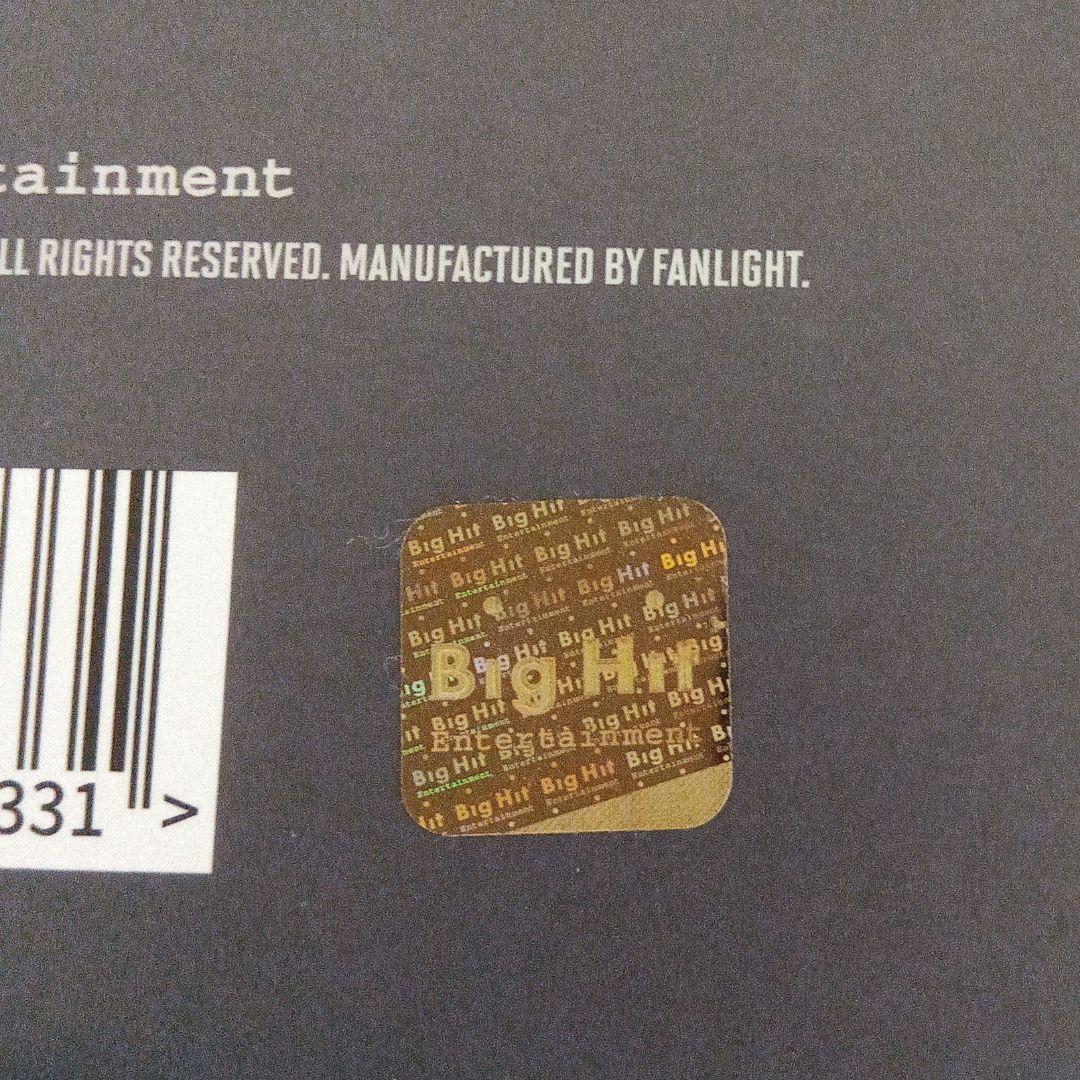 tainment
LL RIGHTS RESERVED. MANUFACTURED BY FANLIGHT.
331 >
Big Hit
Entertainment